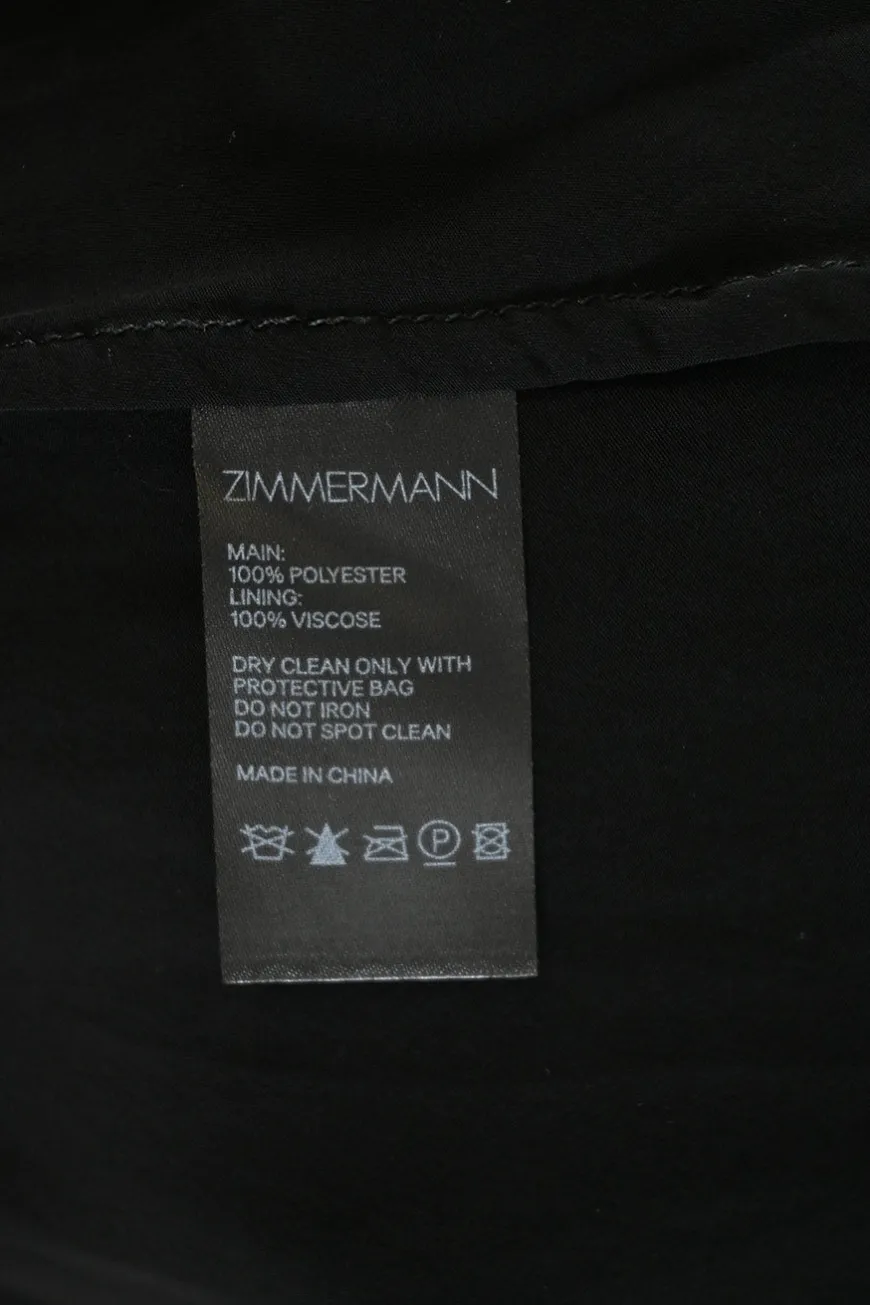 ZIMMERMANN
MAIN:
100% POLYESTER
LINING:
100% VISCOSE
DRY CLEAN ONLY WITH
PROTECTIVE BAG
DO NOT IRON
DO NOT SPOT CLEAN
MADE IN CHINA
P